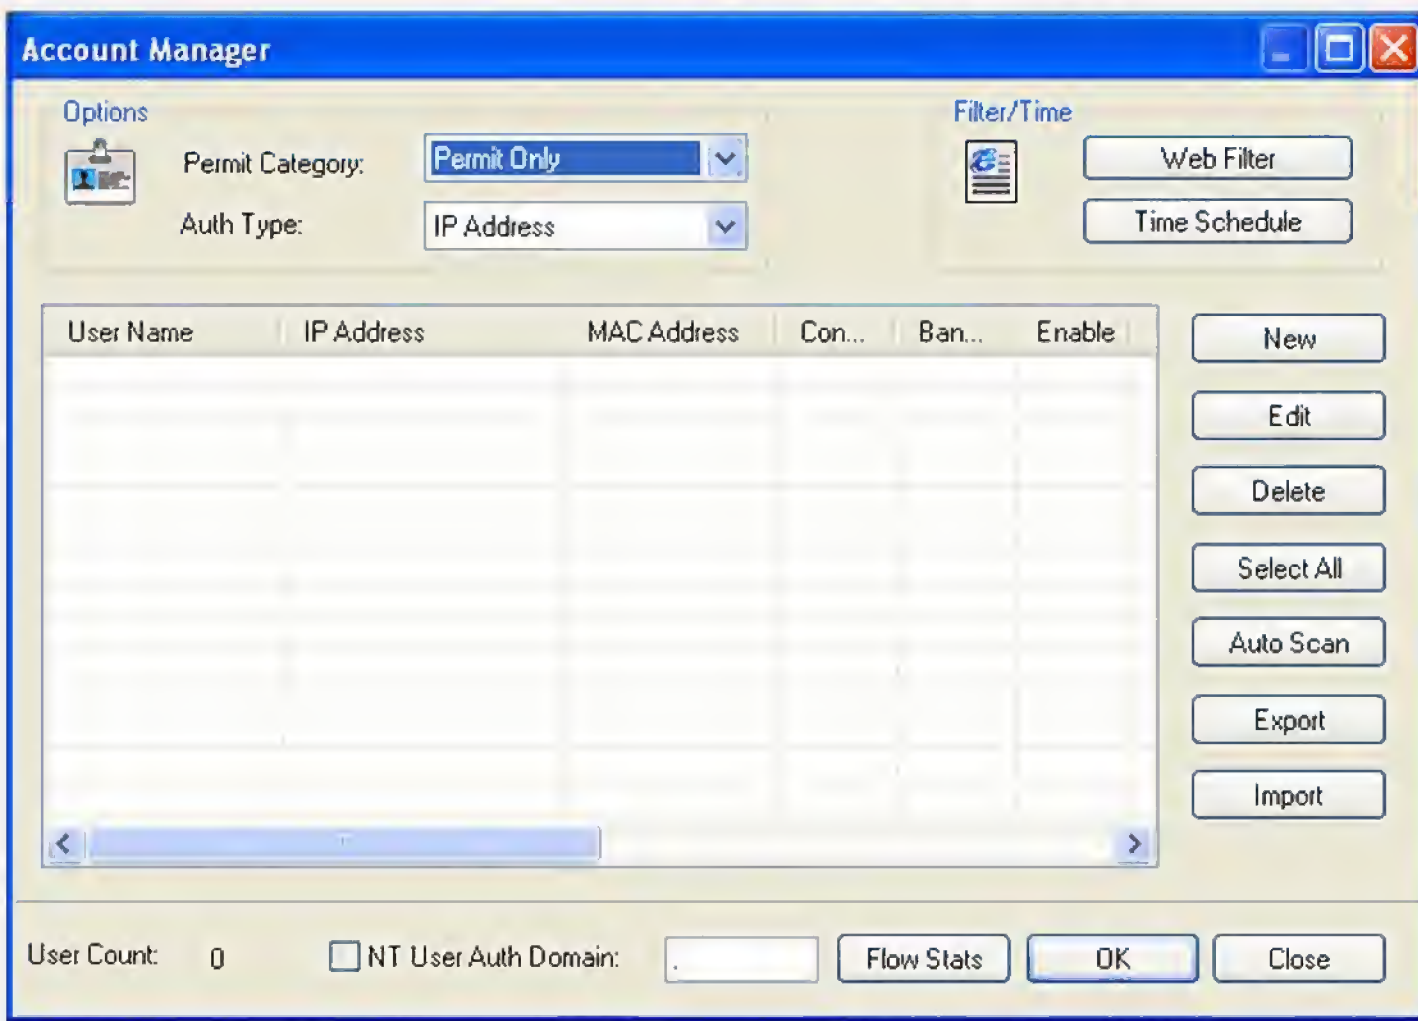 Account Manager
Options
Filter/Time
Permit Category:
Permit Only
Web Filter
Auth Type:
IP Address
Time Schedule
User Name IP Address MAC Address Con... Ban... Enable
New
Edit
Delete
Select All
Auto Scan
Export
Import
User Count: 0 NT User Auth Domain: . Flow Stats OK Close